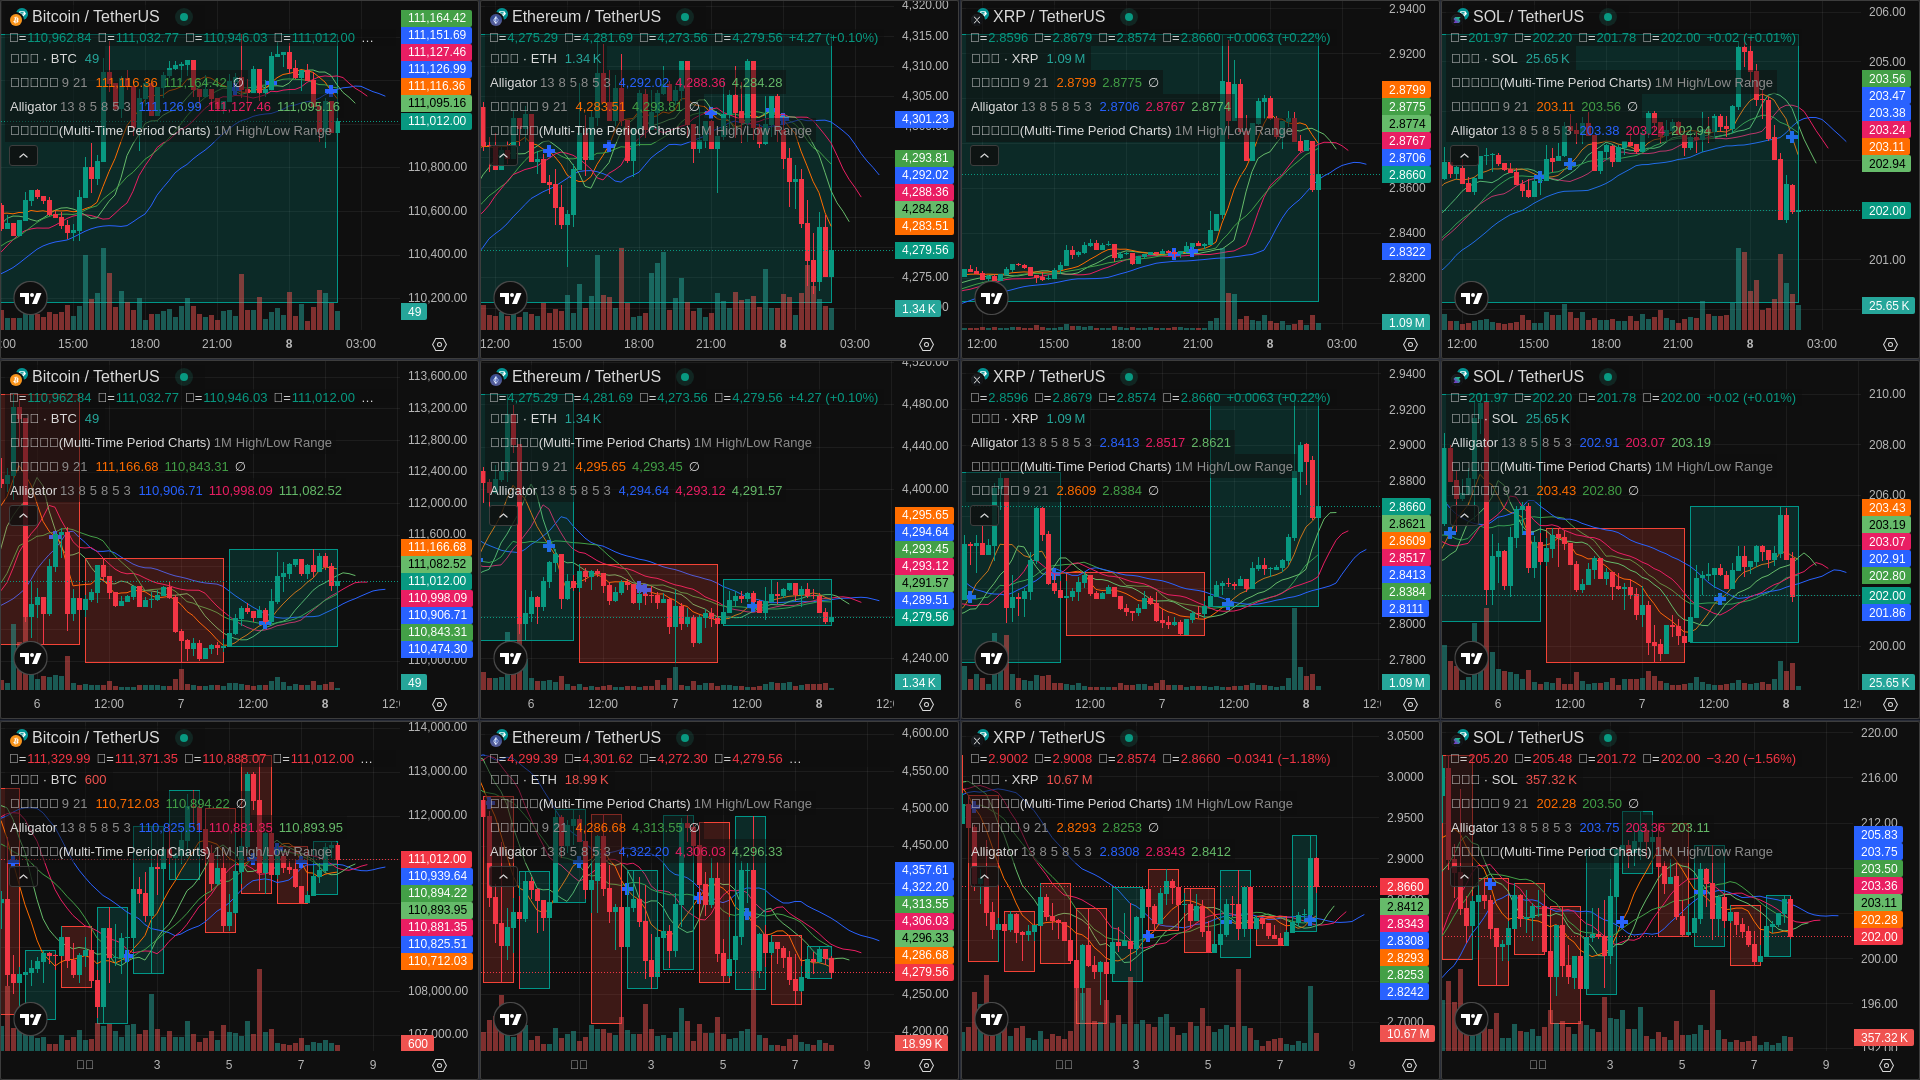 Bitcoin / TetherUS
□=110,962.84 □=111,032.77 □=110,946.03 □=111,012.00 …
□□□ · BTC 49
□□□□□ 9 21 111,116.36 111,164.42 ∅
Alligator 13 8 5 8 5 3 111,126.99 111,127.46 111,095.16
□□□□□(Multi-Time Period Charts) 1M High/Low Range
111,164.42
111,151.69
111,127.46
111,126.99
111,116.36
111,095.16
111,012.00
110,800.00
110,600.00
110,400.00
110,200.00
49
15:00 18:00 21:00 8 03:00
Ethereum / TetherUS
□=4,275.29 □=4,281.69 □=4,273.56 □=4,279.56 +4.27 (+0.10%)
□□□ · ETH 1.34 K
Alligator 13 8 5 8 5 3 4,292.02 4,288.36 4,284.28
□□□□□ 9 21 4,283.51 4,293.81 ∅
□□□□□(Multi-Time Period Charts) 1M High/Low Range
4,320.00
4,315.00
4,310.00
4,305.00
4,301.23
4,293.81
4,292.02
4,288.36
4,284.28
4,283.51
4,279.56
4,275.00
1.34 K
12:00 15:00 18:00 21:00 8 03:00
XRP / TetherUS
□=2.8596 □=2.8679 □=2.8574 □=2.8660 +0.0063 (+0.22%)
□□□ · XRP 1.09 M
□□□□□ 9 21 2.8799 2.8775 ∅
Alligator 13 8 5 8 5 3 2.8706 2.8767 2.8774
□□□□□(Multi-Time Period Charts) 1M High/Low Range
2.9400
2.9200
2.8799
2.8775
2.8774
2.8767
2.8706
2.8660
2.8600
2.8400
2.8322
2.8200
1.09 M
12:00 15:00 18:00 21:00 8 03:00
SOL / TetherUS
□=201.97 □=202.20 □=201.78 □=202.00 +0.02 (+0.01%)
□□□ · SOL 25.65 K
□□□□□(Multi-Time Period Charts) 1M High/Low Range
□□□□□ 9 21 203.11 203.56 ∅
Alligator 13 8 5 8 5 3 203.38 203.24 202.94
206.00
205.00
203.56
203.47
203.38
203.24
203.11
202.94
202.00
201.00
25.65 K
12:00 15:00 18:00 21:00 8 03:00
Bitcoin / TetherUS
□=110,962.84 □=111,032.77 □=110,946.03 □=111,012.00 …
□□□ · BTC 49
□□□□□(Multi-Time Period Charts) 1M High/Low Range
□□□□□ 9 21 111,166.68 110,843.31 ∅
Alligator 13 8 5 8 5 3 110,906.71 110,998.09 111,082.52
113,600.00
113,200.00
112,800.00
112,400.00
112,000.00
111,600.00
111,166.68
111,082.52
111,012.00
110,998.09
110,906.71
110,843.31
110,474.30
110,000.00
49
6 12:00 7 12:00 8
Ethereum / TetherUS
□=4,275.29 □=4,281.69 □=4,273.56 □=4,279.56 +4.27 (+0.10%)
□□□ · ETH 1.34 K
□□□□□(Multi-Time Period Charts) 1M High/Low Range
□□□□□ 9 21 4,295.65 4,293.45 ∅
Alligator 13 8 5 8 5 3 4,294.64 4,293.12 4,291.57
4,520.00
4,480.00
4,440.00
4,400.00
4,295.65
4,294.64
4,293.45
4,293.12
4,291.57
4,289.51
4,279.56
4,240.00
1.34 K
6 12:00 7 12:00 8
XRP / TetherUS
□=2.8596 □=2.8679 □=2.8574 □=2.8660 +0.0063 (+0.22%)
□□□ · XRP 1.09 M
Alligator 13 8 5 8 5 3 2.8413 2.8517 2.8621
□□□□□(Multi-Time Period Charts) 1M High/Low Range
□□□□□ 9 21 2.8609 2.8384 ∅
2.9400
2.9200
2.9000
2.8800
2.8660
2.8621
2.8609
2.8517
2.8413
2.8384
2.8111
2.8000
2.7800
1.09 M
6 12:00 7 12:00 8
SOL / TetherUS
□=201.97 □=202.20 □=201.78 □=202.00 +0.02 (+0.01%)
□□□ · SOL 25.65 K
Alligator 13 8 5 8 5 3 202.91 203.07 203.19
□□□□□(Multi-Time Period Charts) 1M High/Low Range
□□□□□ 9 21 203.43 202.80 ∅
210.00
208.00
206.00
203.43
203.19
203.07
202.91
202.80
202.00
201.86
200.00
25.65 K
6 12:00 7 12:00 8
Bitcoin / TetherUS
□=111,329.99 □=111,371.35 □=110,888.07 □=111,012.00 …
□□□ · BTC 600
□□□□□ 9 21 110,712.03 110,894.22 ∅
Alligator 13 8 5 8 5 3 110,825.51 110,881.35 110,893.95
□□□□□(Multi-Time Period Charts) 1M High/Low Range
114,000.00
113,000.00
112,000.00
111,012.00
110,939.64
110,894.22
110,893.95
110,881.35
110,825.51
110,712.03
108,000.00
107,000.00
600
□□ 3 5 7 9
Ethereum / TetherUS
□=4,299.39 □=4,301.62 □=4,272.30 □=4,279.56 …
□□□ · ETH 18.99 K
□□□□□(Multi-Time Period Charts) 1M High/Low Range
□□□□□ 9 21 4,286.68 4,313.55 ∅
Alligator 13 8 5 8 5 3 4,322.20 4,306.03 4,296.33
4,600.00
4,550.00
4,500.00
4,450.00
4,357.61
4,322.20
4,313.55
4,306.03
4,296.33
4,286.68
4,279.56
4,250.00
4,200.00
18.99 K
□□ 3 5 7 9
XRP / TetherUS
□=2.9002 □=2.9008 □=2.8574 □=2.8660 −0.0341 (−1.18%)
□□□ · XRP 10.67 M
□□□□□(Multi-Time Period Charts) 1M High/Low Range
□□□□□ 9 21 2.8293 2.8253 ∅
Alligator 13 8 5 8 5 3 2.8308 2.8343 2.8412
3.0500
3.0000
2.9500
2.9000
2.8660
2.8412
2.8343
2.8308
2.8293
2.8253
2.8242
2.7000
10.67 M
□□ 3 5 7 9
SOL / TetherUS
□=205.20 □=205.48 □=201.72 □=202.00 −3.20 (−1.56%)
□□□ · SOL 357.32 K
□□□□□ 9 21 202.28 203.50 ∅
Alligator 13 8 5 8 5 3 203.75 203.36 203.11
□□□□□(Multi-Time Period Charts) 1M High/Low Range
220.00
216.00
212.00
205.83
203.75
203.50
203.36
203.11
202.28
202.00
200.00
196.00
357.32 K
□□ 3 5 7 9